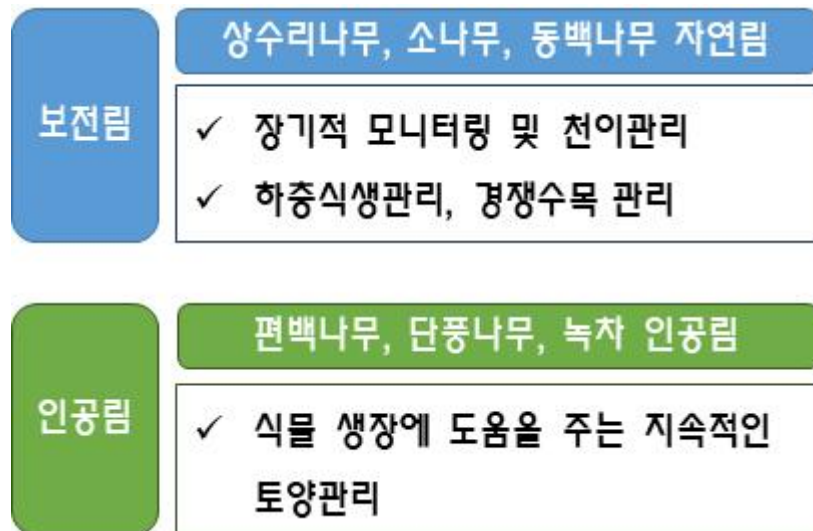 보전림
상수리나무, 소나무, 동백나무 자연림
✓ 장기적 모니터링 및 천이관리
✓ 하층식생관리, 경쟁수목 관리
인공림
편백나무, 단풍나무, 녹차 인공림
✓ 식물 생장에 도움을 주는 지속적인
토양관리